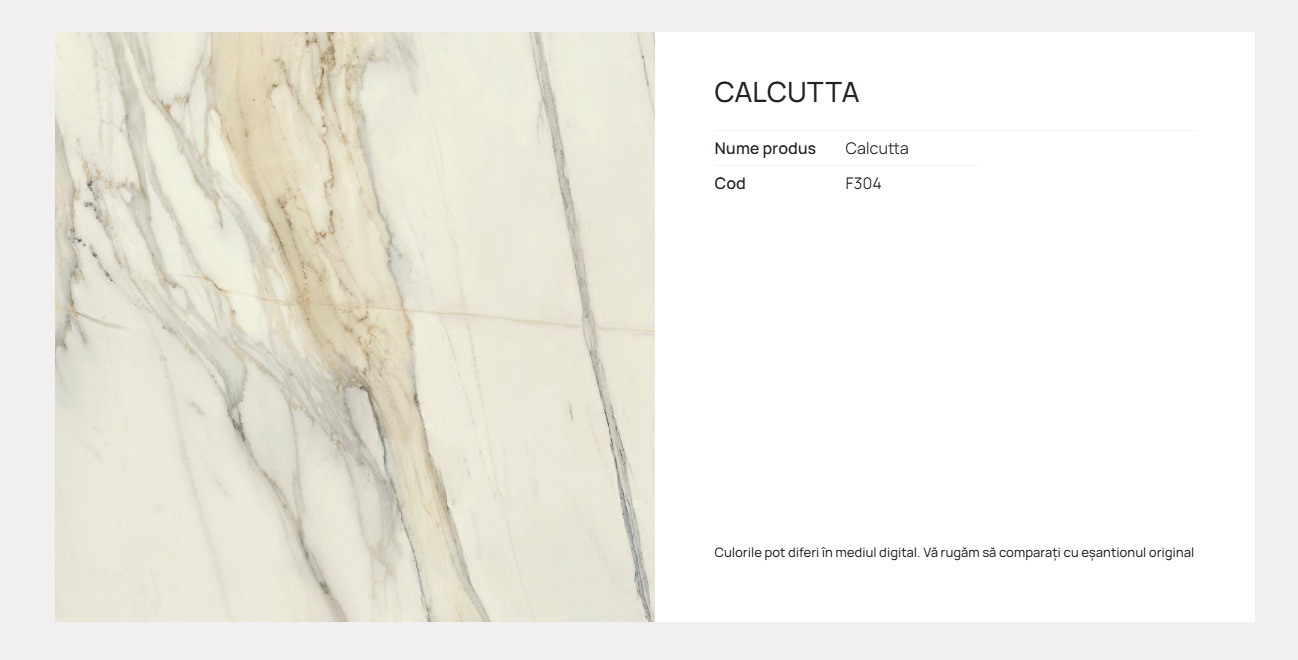 CALCUTTA
Nume produs Calcutta
Cod F304
Culorile pot diferi în mediul digital. Vă rugăm să comparați cu eșantionul original